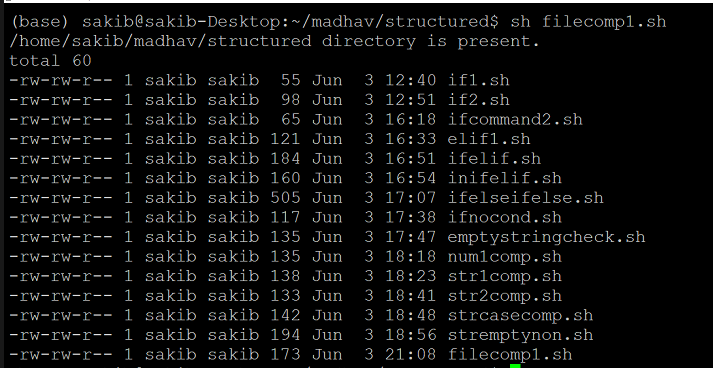 (base) sakib@sakib-Desktop:~/madhav/structured$ sh filecomp1.sh
/home/sakib/madhav/structured directory is present.
total 60
-rw-rw-r-- 1 sakib sakib  55 Jun  3 12:40 if1.sh
-rw-rw-r-- 1 sakib sakib  98 Jun  3 12:51 if2.sh
-rw-rw-r-- 1 sakib sakib  65 Jun  3 16:18 ifcommand2.sh
-rw-rw-r-- 1 sakib sakib 121 Jun  3 16:33 elif1.sh
-rw-rw-r-- 1 sakib sakib 184 Jun  3 16:51 ifelif.sh
-rw-rw-r-- 1 sakib sakib 160 Jun  3 16:54 inifelif.sh
-rw-rw-r-- 1 sakib sakib 505 Jun  3 17:07 ifelseifelse.sh
-rw-rw-r-- 1 sakib sakib 117 Jun  3 17:38 ifnocond.sh
-rw-rw-r-- 1 sakib sakib 135 Jun  3 17:47 emptystringcheck.sh
-rw-rw-r-- 1 sakib sakib 135 Jun  3 18:18 num1comp.sh
-rw-rw-r-- 1 sakib sakib 138 Jun  3 18:23 str1comp.sh
-rw-rw-r-- 1 sakib sakib 133 Jun  3 18:41 str2comp.sh
-rw-rw-r-- 1 sakib sakib 142 Jun  3 18:48 strcasecomp.sh
-rw-rw-r-- 1 sakib sakib 194 Jun  3 18:56 stremptynon.sh
-rw-rw-r-- 1 sakib sakib 173 Jun  3 21:08 filecomp1.sh